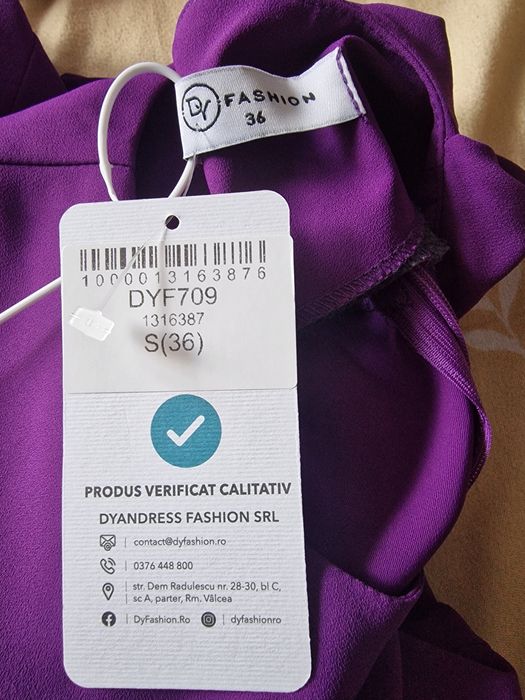 DY FASHION
36
1000013163876
DYF709
1316387
S(36)
PRODUS VERIFICAT CALITATIV
DYANDRESS FASHION SRL
contact@dyfashion.ro
0376 448 800
str. Dem Radulescu nr. 28-30, bl C,
sc A, parter, Rm. Vâlcea
DyFashion.Ro dyfashionro